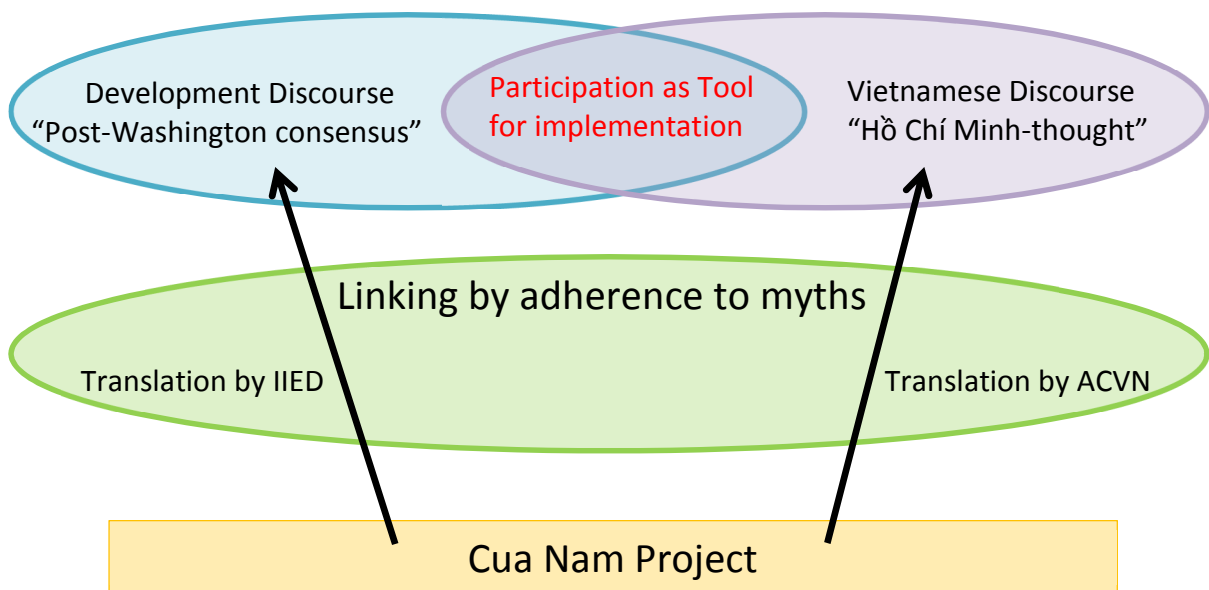 Development Discourse
“Post-Washington consensus”
Participation as Tool
for implementation
Vietnamese Discourse
“Hồ Chí Minh-thought”
Linking by adherence to myths
Translation by IIED
Translation by ACVN
Cua Nam Project